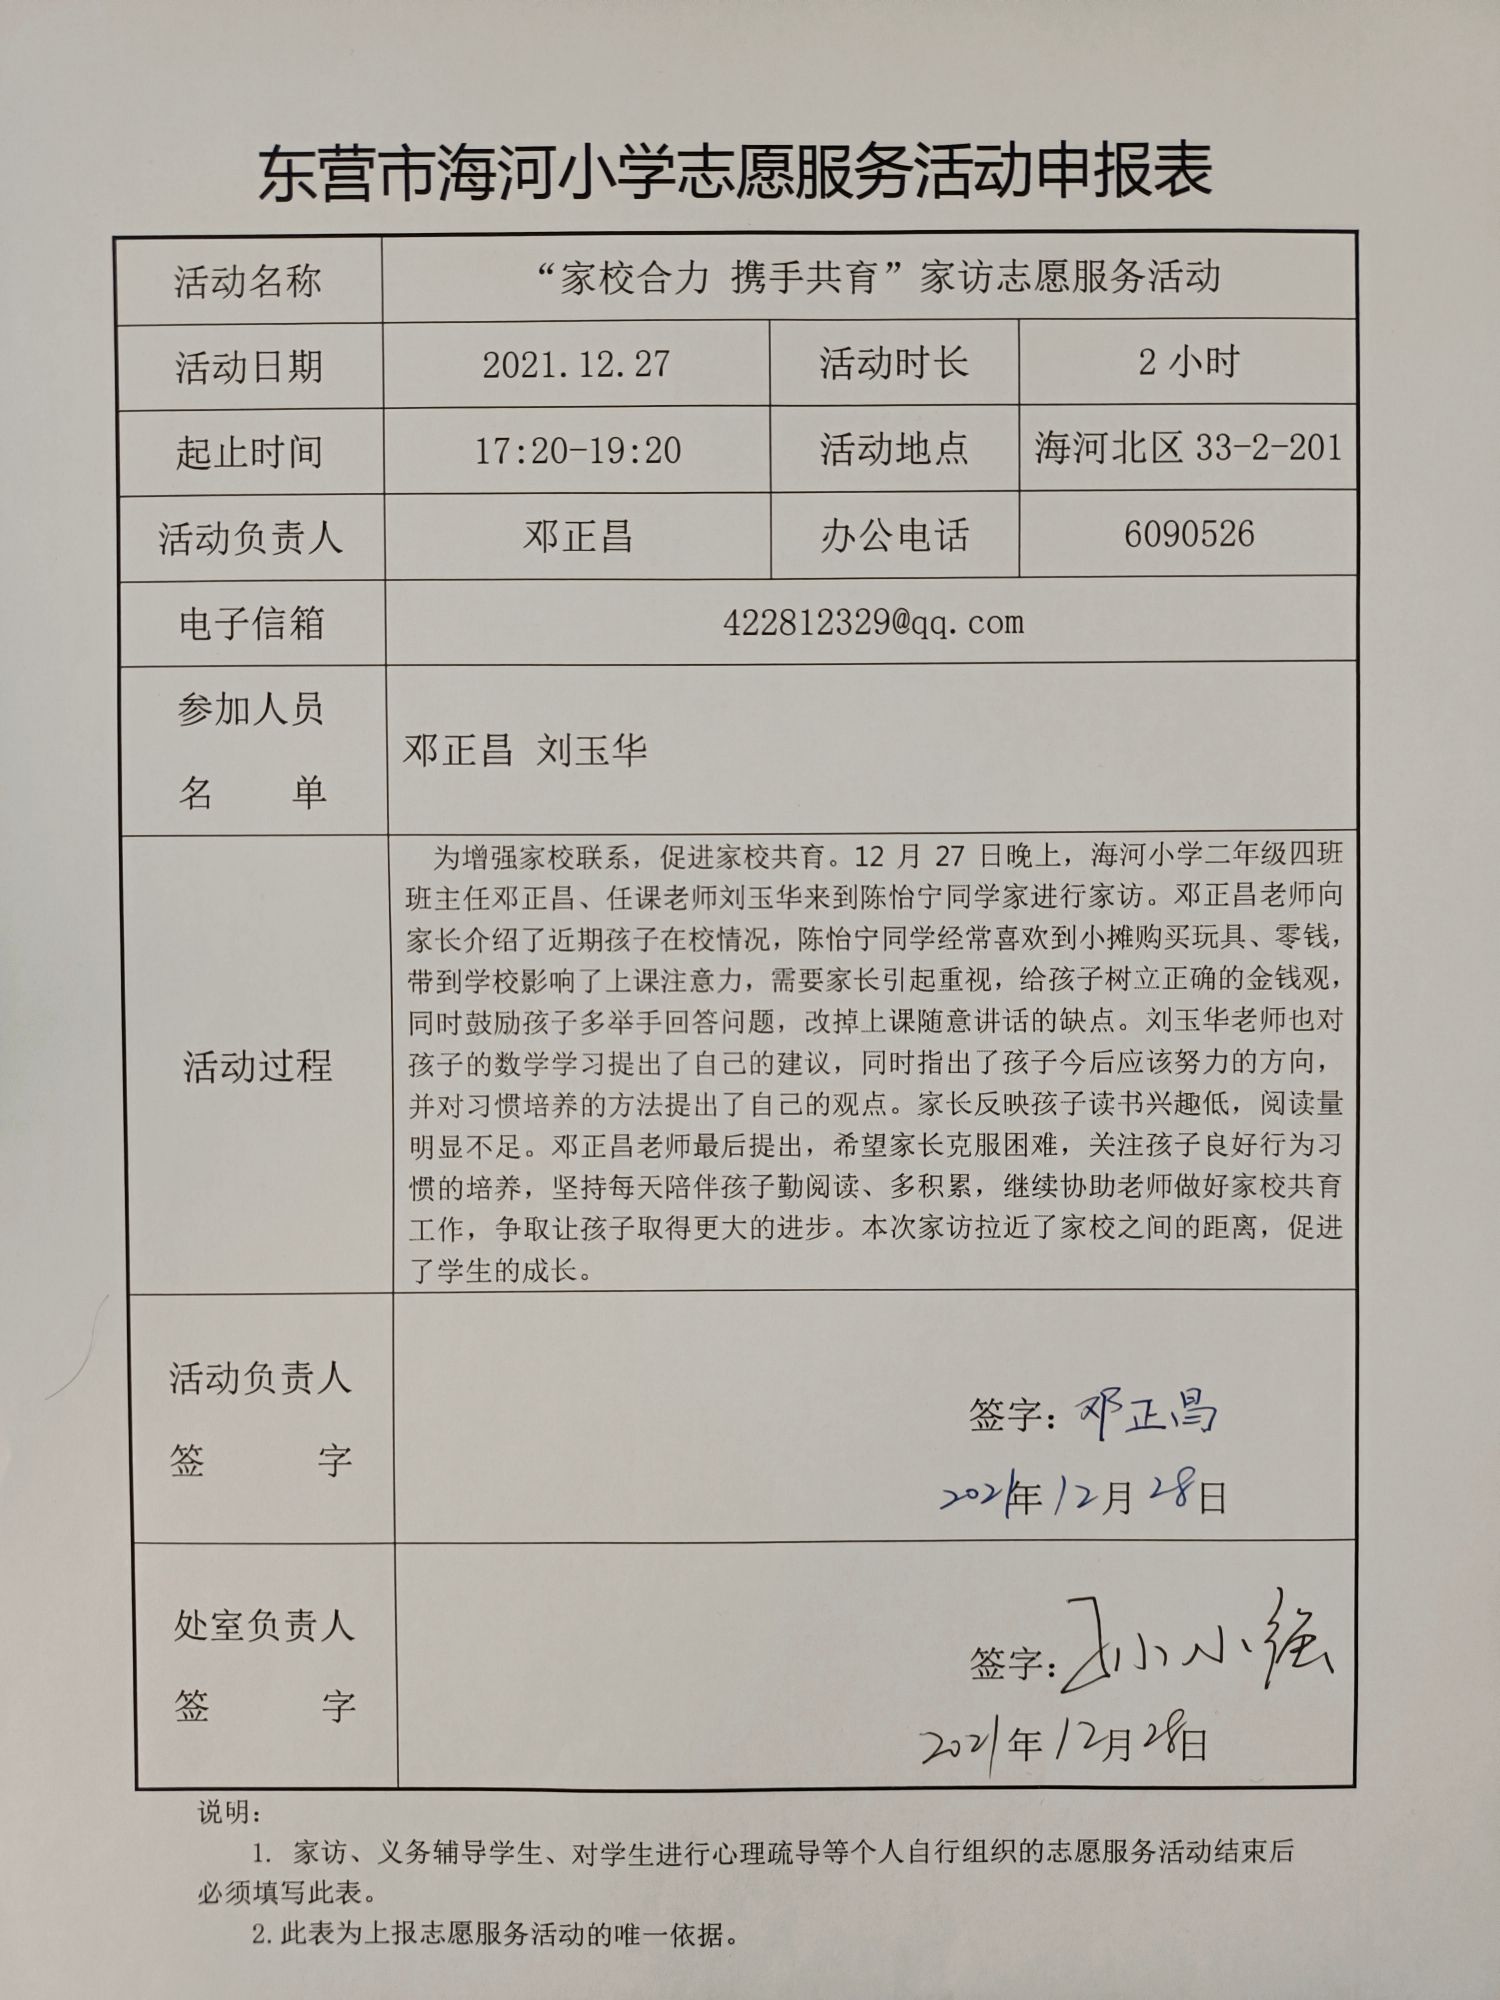 东营市海河小学志愿服务活动申报表
活动名称 “家校合力 携手共育”家访志愿服务活动
活动日期 2021.12.27 活动时长 2 小时
起止时间 17:20-19:20 活动地点 海河北区 33-2-201
活动负责人 邓正昌 办公电话 6090526
电子信箱 422812329@qq.com
参加人员
名 单
邓正昌 刘玉华
活动过程
为增强家校联系，促进家校共育。12 月 27 日晚上，海河小学二年级四班
班主任邓正昌、任课老师刘玉华来到陈怡宁同学家进行家访。邓正昌老师向
家长介绍了近期孩子在校情况，陈怡宁同学经常喜欢到小摊购买玩具、零钱，
带到学校影响了上课注意力，需要家长引起重视，给孩子树立正确的金钱观，
同时鼓励孩子多举手回答问题，改掉上课随意讲话的缺点。刘玉华老师也对
孩子的数学学习提出了自己的建议，同时指出了孩子今后应该努力的方向，
并对习惯培养的方法提出了自己的观点。家长反映孩子读书兴趣低，阅读量
明显不足。邓正昌老师最后提出，希望家长克服困难，关注孩子良好行为习
惯的培养，坚持每天陪伴孩子勤阅读、多积累，继续协助老师做好家校共育
工作，争取让孩子取得更大的进步。本次家访拉近了家校之间的距离，促进
了学生的成长。
活动负责人
签 字
签字：邓正昌
2021年12月28日
处室负责人
签 字
签字：孙小强
2021年12月28日
说明：
1. 家访、义务辅导学生、对学生进行心理疏导等个人自行组织的志愿服务活动结束后
必须填写此表。
2.此表为上报志愿服务活动的唯一依据。